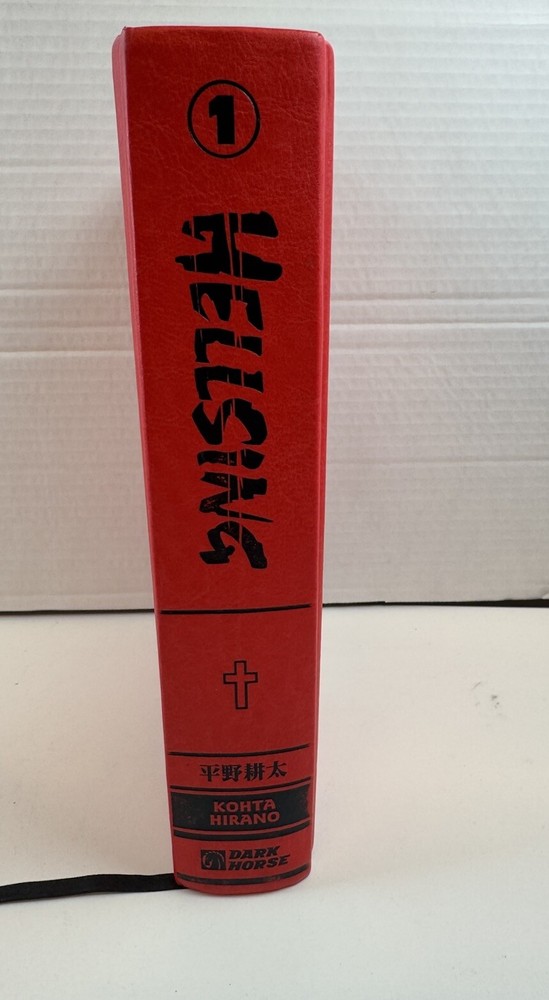 1
HELLSING
平野耕太
KOHTA
HIRANO
DARK
HORSE